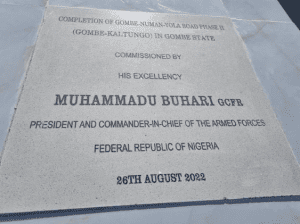 COMPLETION OF GOMBE-NUMAN-YOLA ROAD PHASE II
(GOMBE-KALTUNGO) IN GOMBE STATE
COMMISSIONED BY
HIS EXCELLENCY
MUHAMMADU BUHARI GCFR
PRESIDENT AND COMMANDER-IN-CHIEF OF THE ARMED FORCES
FEDERAL REPUBLIC OF NIGERIA
26TH AUGUST 2022